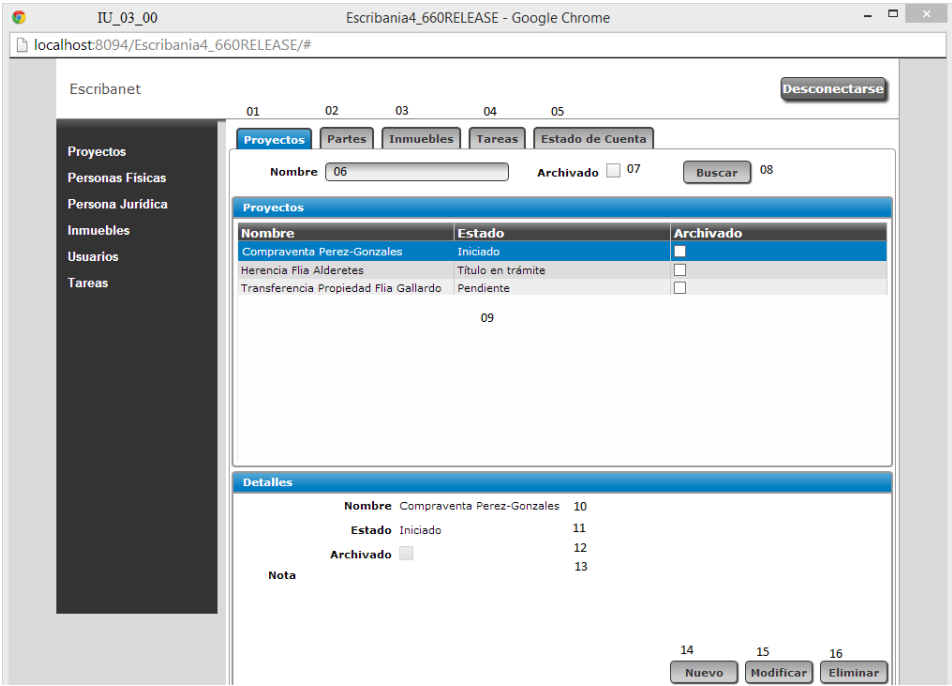 IU_03_00 Escribania4_660RELEASE - Google Chrome
localhost:8094/Escribania4_660RELEASE/#
Escribanet
Desconectarse
01 02 03 04 05
Proyectos Partes Inmuebles Tareas Estado de Cuenta
Proyectos
Personas Físicas
Persona Jurídica
Inmuebles
Usuarios
Tareas
Nombre 06 Archivado 07 Buscar 08
Proyectos
Nombre Estado Archivado
Compraventa Perez-Gonzales Iniciado
Herencia Flia Alderetes Título en trámite
Transferencia Propiedad Flia Gallardo Pendiente
09
Detalles
Nombre Compraventa Perez-Gonzales 10
Estado Iniciado 11
Archivado 12
Nota 13
14 15 16
Nuevo Modificar Eliminar